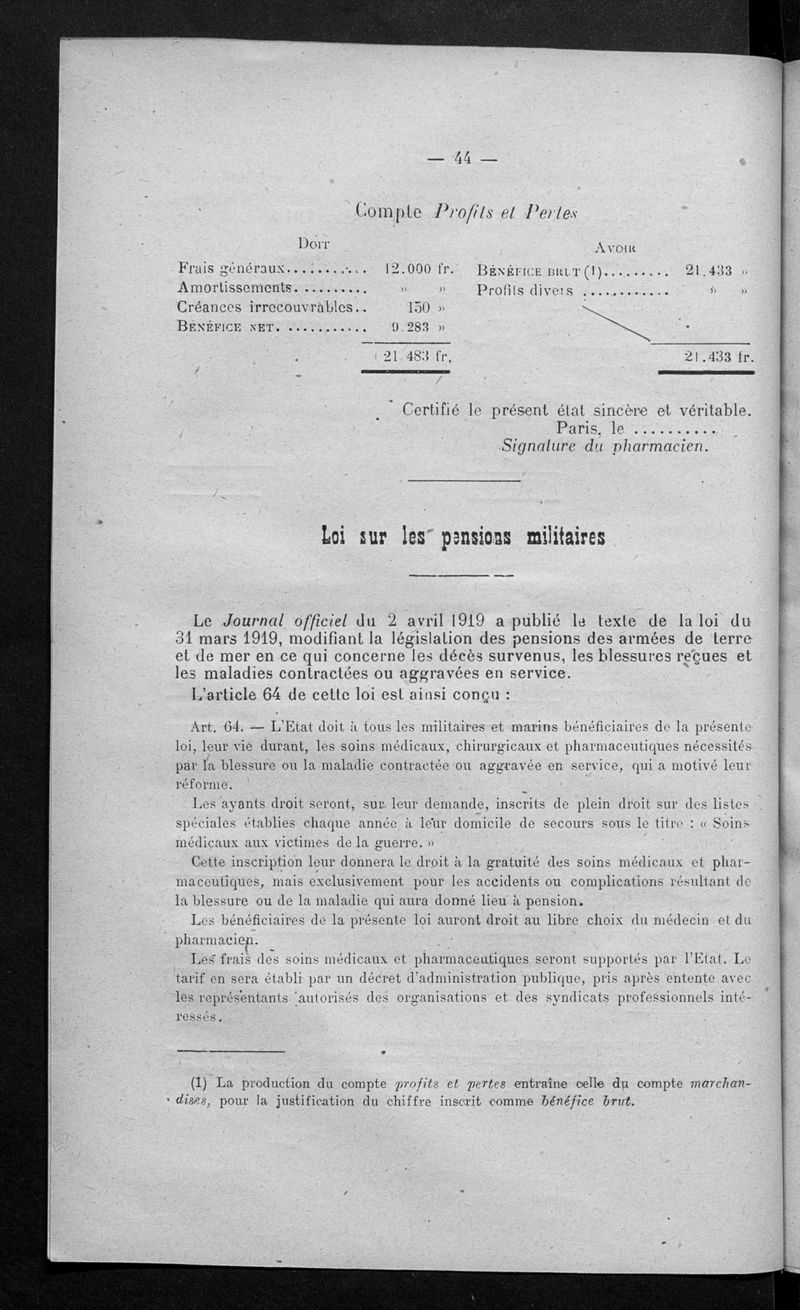 — 44 —
Compte Profits et Pertes
Doit
Frais généraux.......... 12.000 fr.
Amortissements.......... » »
Créances irrecouvrables.. 150 »
Bénéfice net........... 9.283 »
21.483 fr.
Avoir
Bénéfice brut (1)......... 21.433 »
Profits divers ............ » »
21.433 fr.
Certifié le présent état sincère et véritable.
Paris, le ..........
Signature du pharmacien.
Loi sur les pensions militaires
Le Journal officiel du 2 avril 1919 a publié le texte de la loi du
31 mars 1919, modifiant la législation des pensions des armées de terre
et de mer en ce qui concerne les décès survenus, les blessures reçues et
les maladies contractées ou aggravées en service.
L'article 64 de cette loi est ainsi conçu :
Art. 64. — L'Etat doit à tous les militaires et marins bénéficiaires de la présente
loi, leur vie durant, les soins médicaux, chirurgicaux et pharmaceutiques nécessités
par la blessure ou la maladie contractée ou aggravée en service, qui a motivé leur
réforme.
Les ayants droit seront, sur leur demande, inscrits de plein droit sur des listes
spéciales établies chaque année à leur domicile de secours sous le titre : « Soins
médicaux aux victimes de la guerre. »
Cette inscription leur donnera le droit à la gratuité des soins médicaux et phar-
maceutiques, mais exclusivement pour les accidents ou complications résultant de
la blessure ou de la maladie qui aura donné lieu à pension.
Les bénéficiaires de la présente loi auront droit au libre choix du médecin et du
pharmacien.
Les frais des soins médicaux et pharmaceutiques seront supportés par l'Etat. Le
tarif en sera établi par un décret d'administration publique, pris après entente avec
les représentants autorisés des organisations et des syndicats professionnels inté-
ressés.
(1) La production du compte profits et pertes entraîne celle du compte marchan-
dises, pour la justification du chiffre inscrit comme bénéfice brut.